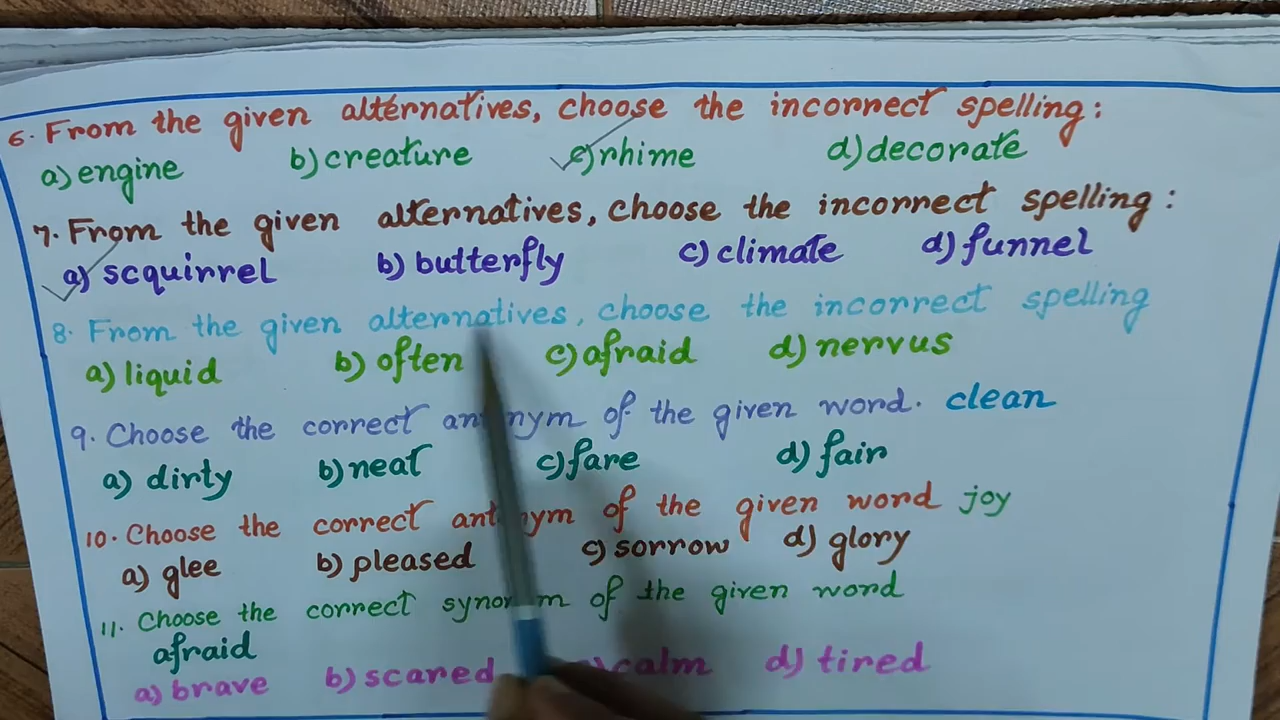 6. From the given alternatives, choose the incorrect spelling:
a) engine b) creature c) rhime d) decorate
7. From the given alternatives, choose the incorrect spelling:
a) scquirrel b) butterfly c) climate d) funnel
8. From the given alternatives, choose the incorrect spelling
a) liquid b) often c) afraid d) nervus
9. Choose the correct antonym of the given word. clean
a) dirty b) neat c) fare d) fair
10. Choose the correct antonym of the given word joy
a) glee b) pleased c) sorrow d) glory
11. Choose the correct synonym of the given word
afraid
a) brave b) scared c) calm d) tired